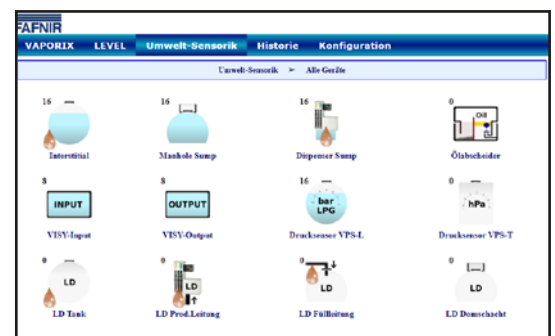 FAFNIR
VAPORIX LEVEL Umwelt-Sensorik Historie Konfiguration
Umwelt-Sensorik ➤ Alle Geräte
16 16 16 0
Oil
Interstitial Manhole Sump Dispenser Sump Ölabscheider
8 8 16 0
INPUT OUTPUT bar LPG hPa
VISY-Input VISY-Output Drucksensor VPS-L Drucksensor VPS-T
0 0 0 0
LD LD LD LD
LD Tank LD Prod.Leitung LD Füllleitung LD Domschacht